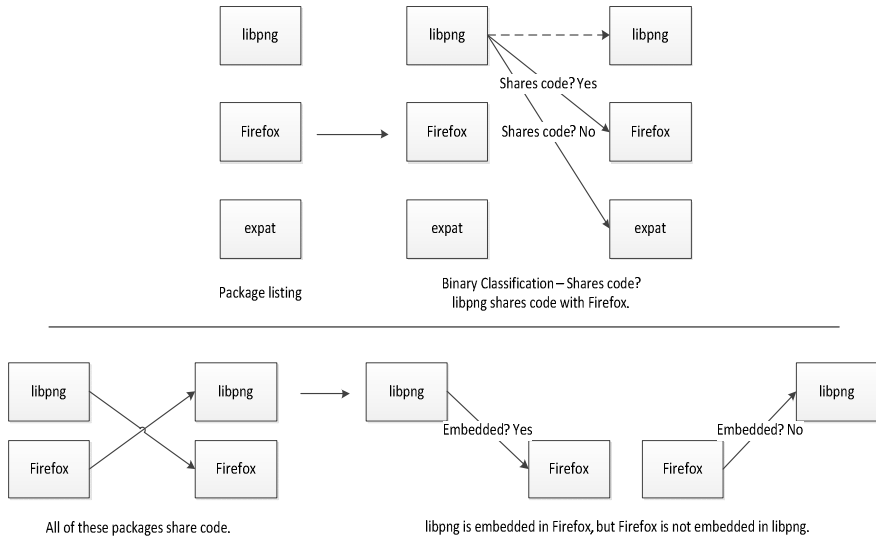 libpng
libpng
libpng
Shares code? Yes
Firefox
Firefox
Shares code? No
Firefox
expat
expat
expat
Package listing
Binary Classification – Shares code?
libpng shares code with Firefox.
libpng
libpng
libpng
libpng
Embedded? Yes
Embedded? No
Firefox
Firefox
Firefox
Firefox
All of these packages share code.
libpng is embedded in Firefox, but Firefox is not embedded in libpng.